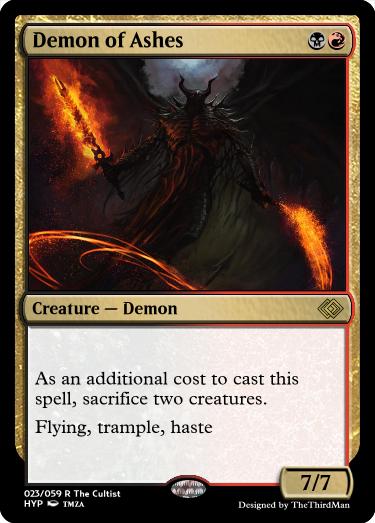 Demon of Ashes
Creature — Demon
As an additional cost to cast this
spell, sacrifice two creatures.
Flying, trample, haste
7/7
023/059 R The Cultist
HYP TMZA
Designed by TheThirdMan